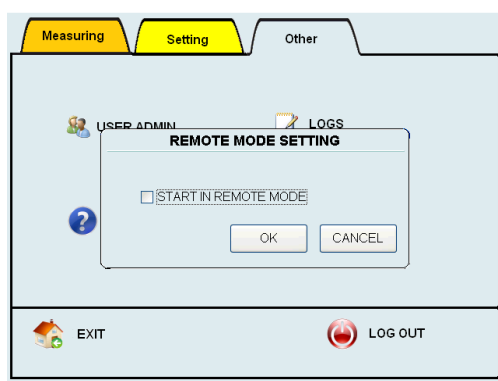 Measuring
Setting
Other
USER ADMIN
LOGS
REMOTE MODE SETTING
START IN REMOTE MODE
OK
CANCEL
EXIT
LOG OUT